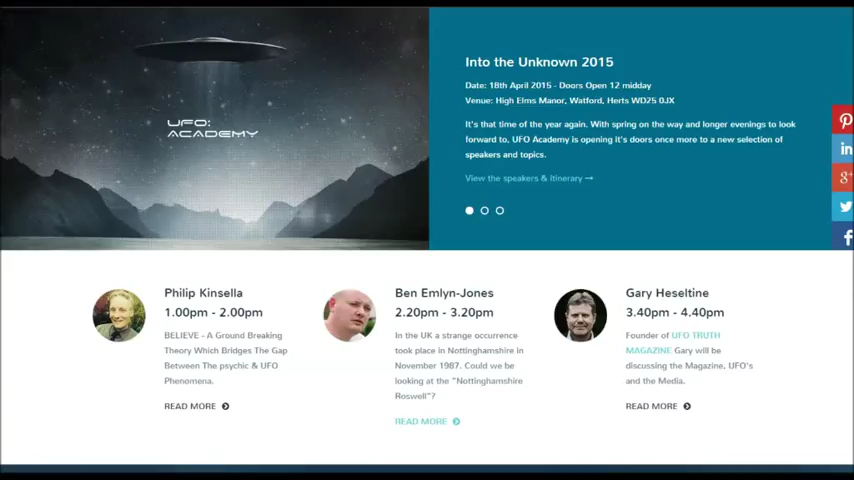 UFO:
ACADEMY
Into the Unknown 2015
Date: 18th April 2015 - Doors Open 12 midday
Venue: High Elms Manor, Watford, Herts WD25 0JX
It's that time of the year again. With spring on the way and longer evenings to look
forward to, UFO Academy is opening it's doors once more to a new selection of
speakers and topics.
View the speakers & itinerary →
Philip Kinsella
1.00pm - 2.00pm
BELIEVE - A Ground Breaking
Theory Which Bridges The Gap
Between The psychic & UFO
Phenomena.
READ MORE
Ben Emlyn-Jones
2.20pm - 3.20pm
In the UK a strange occurrence
took place in Nottinghamshire in
November 1987. Could we be
looking at the "Nottinghamshire
Roswell"?
READ MORE
Gary Heseltine
3.40pm - 4.40pm
Founder of UFO TRUTH
MAGAZINE Gary will be
discussing the Magazine, UFO's
and the Media.
READ MORE